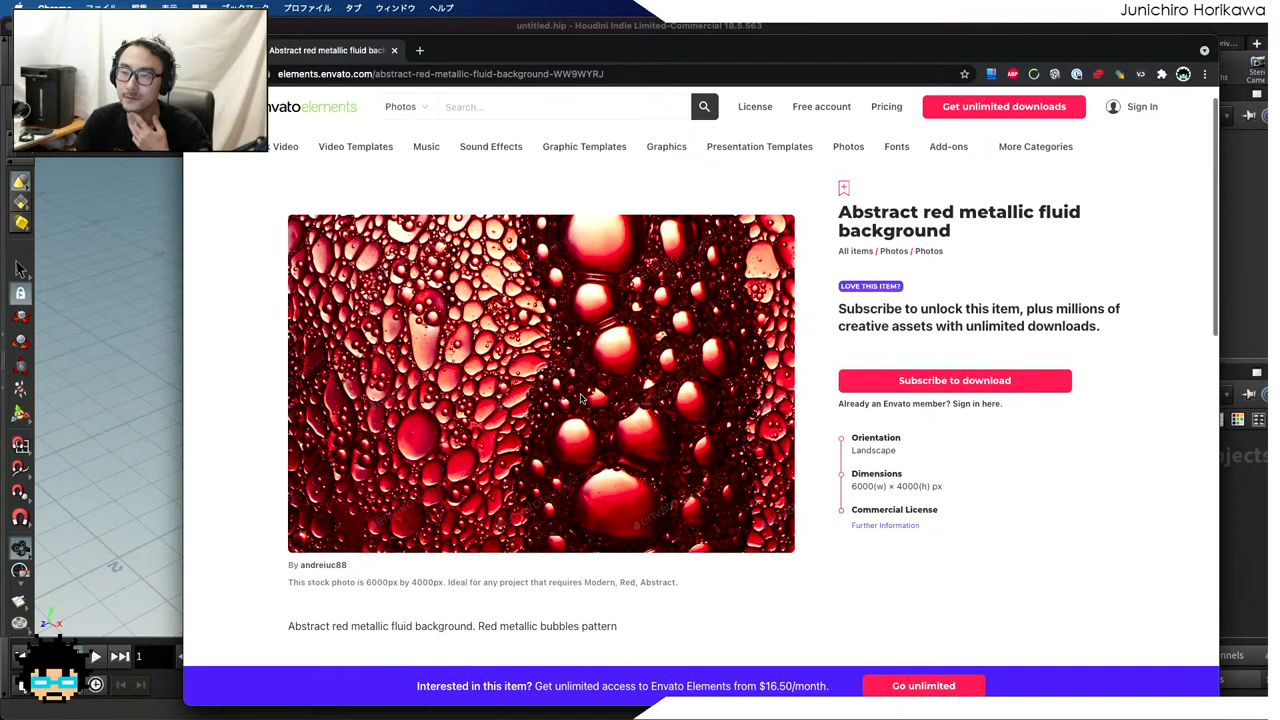 Junichiro Horikawa
プロファイル タブ ウィンドウ ヘルプ
untitled.hip - Houdini Indie Limited-Commercial 18.5.563
Abstract red metallic fluid bac
elements.envato.com/abstract-red-metallic-fluid-background-WW9WYRJ
nvatoelements
Photos
Search...
License
Free account
Pricing
Get unlimited downloads
Sign In
Video
Video Templates
Music
Sound Effects
Graphic Templates
Graphics
Presentation Templates
Photos
Fonts
Add-ons
More Categories
Abstract red metallic fluid
background
All items / Photos / Photos
LOVE THIS ITEM?
Subscribe to unlock this item, plus millions of
creative assets with unlimited downloads.
Subscribe to download
Already an Envato member? Sign in here.
Orientation
Landscape
Dimensions
6000(w) × 4000(h) px
Commercial License
Further Information
By andreiuc88
This stock photo is 6000px by 4000px. Ideal for any project that requires Modern, Red, Abstract.
Abstract red metallic fluid background. Red metallic bubbles pattern
Interested in this item? Get unlimited access to Envato Elements from $16.50/month.
Go unlimited
1